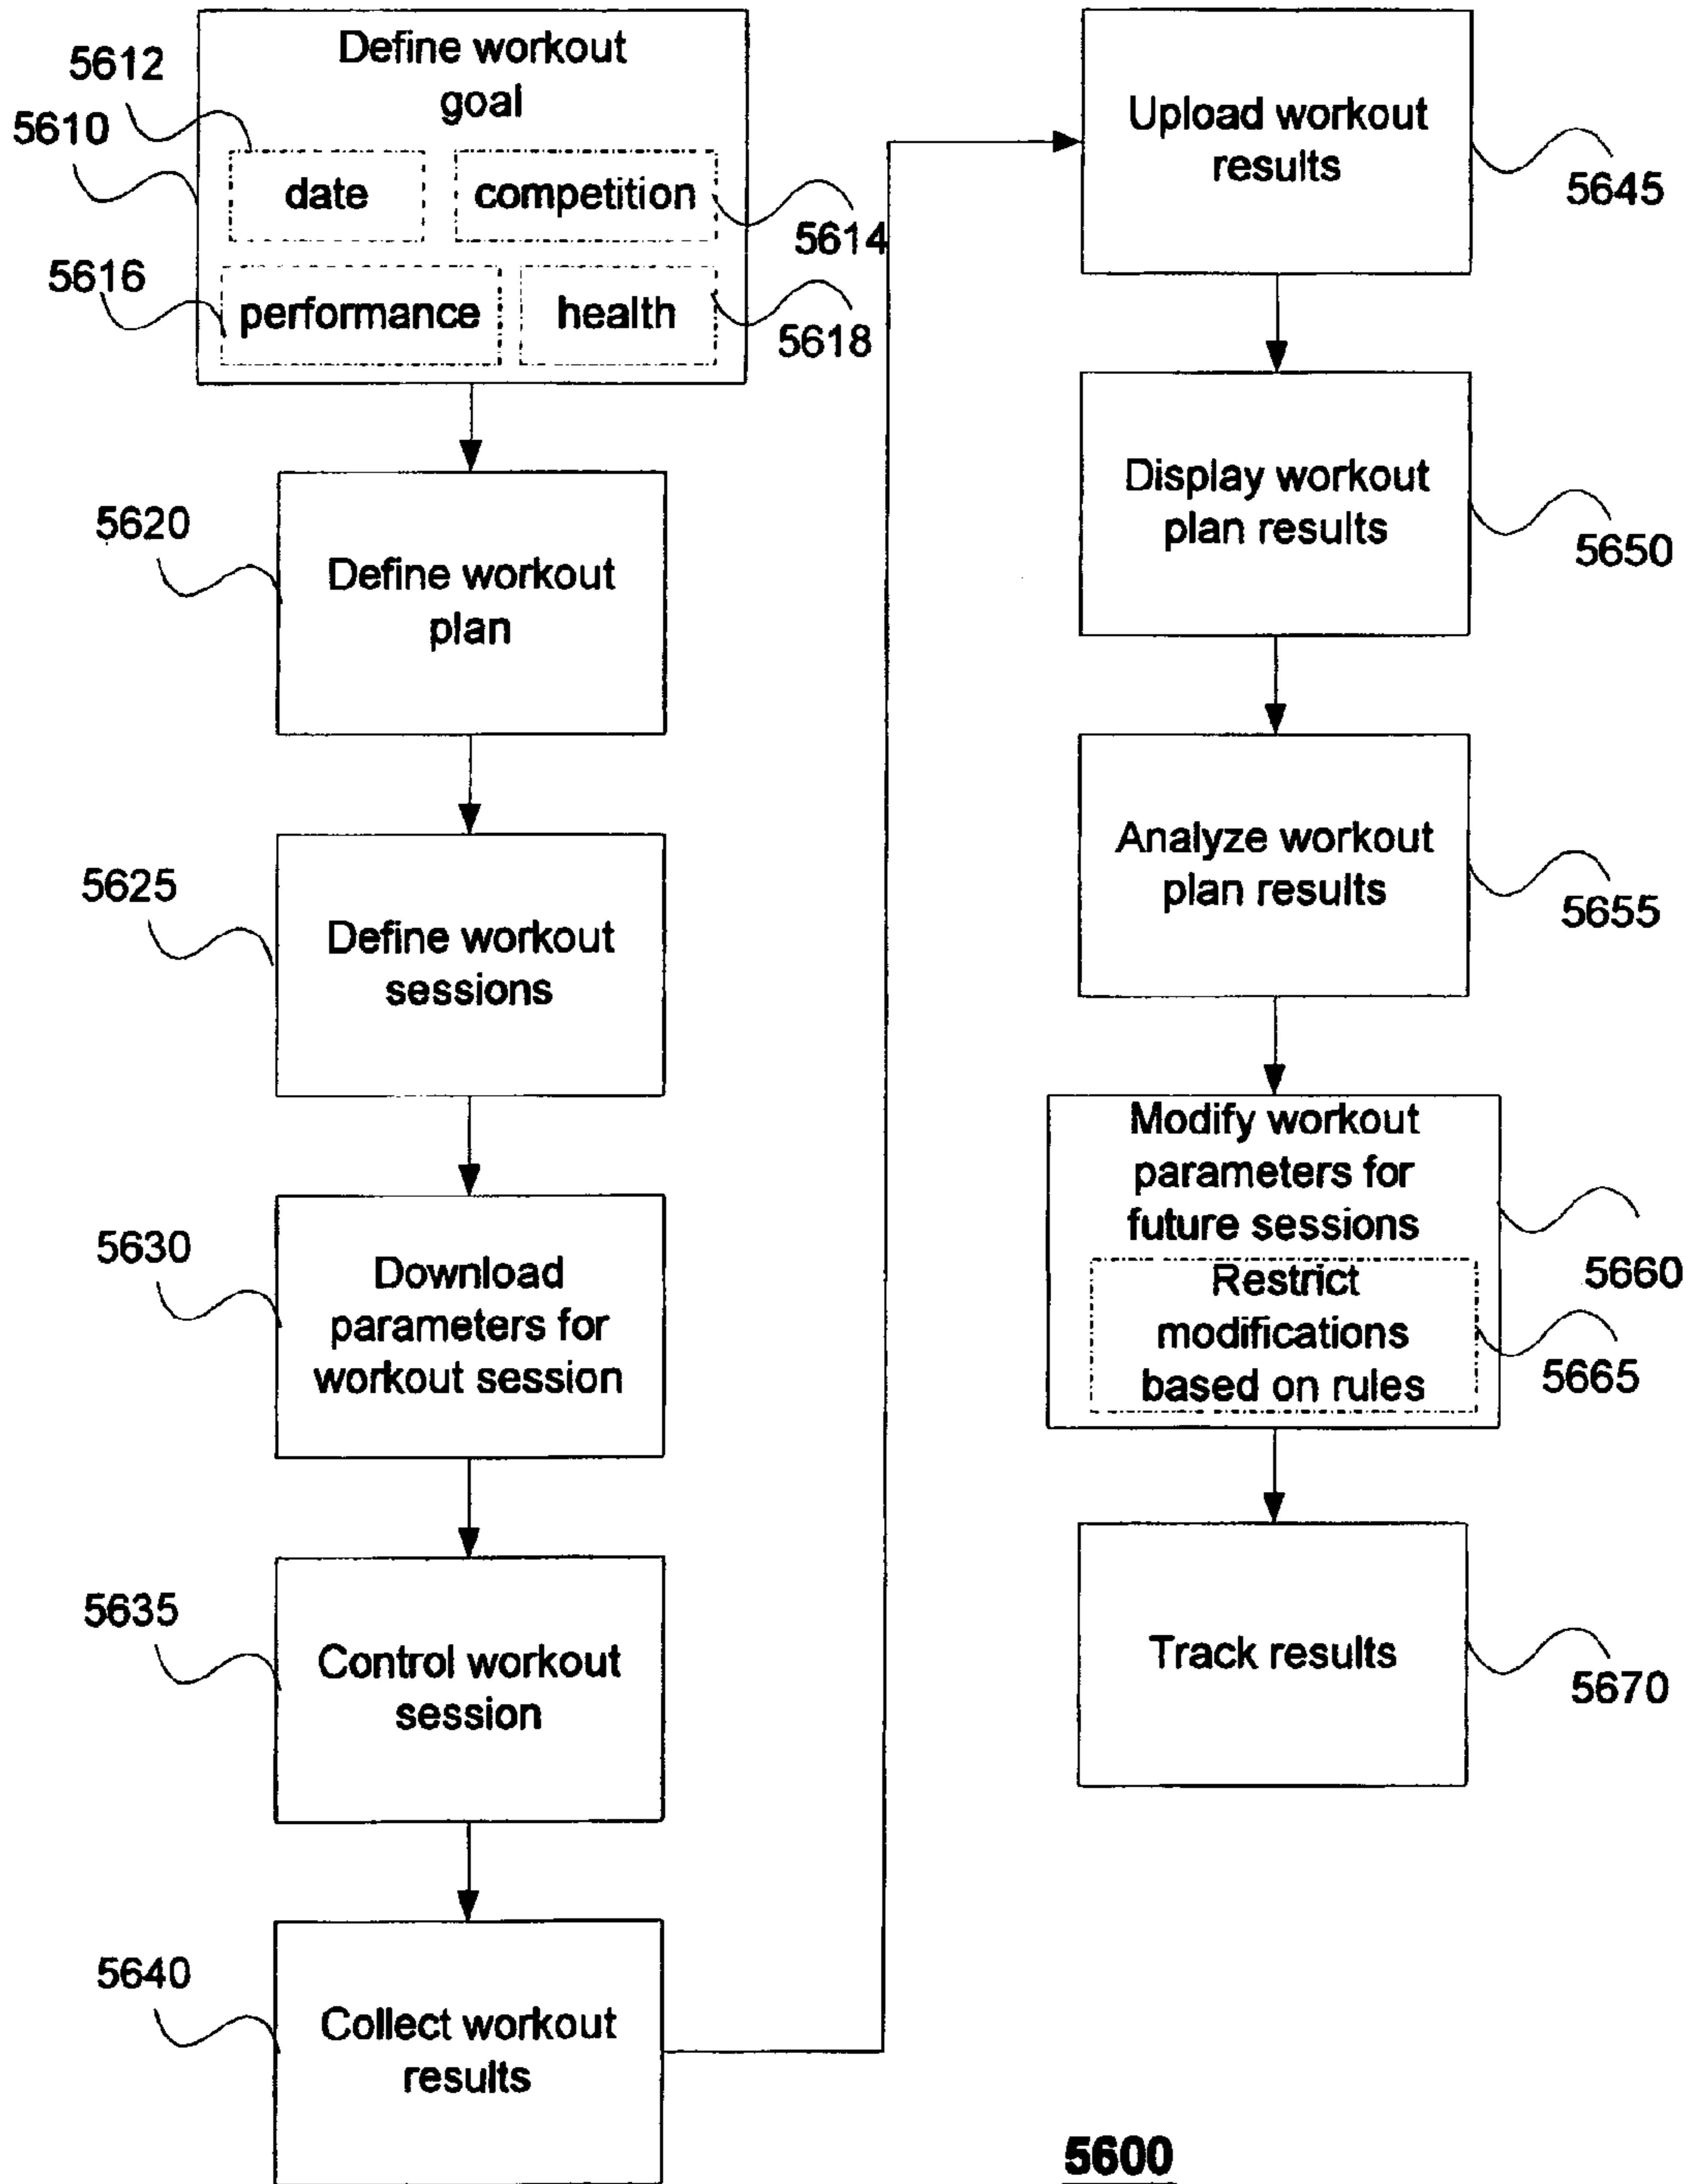 Define workout
goal
5612
5610
date
competition
5614
5616
performance
health
5618
5620
Define workout
plan
5625
Define workout
sessions
5630
Download
parameters for
workout session
5635
Control workout
session
5640
Collect workout
results
Upload workout
results
5645
Display workout
plan results
5650
Analyze workout
plan results
5655
Modify workout
parameters for
future sessions
5660
Restrict
modifications
based on rules
5665
Track results
5670
5600